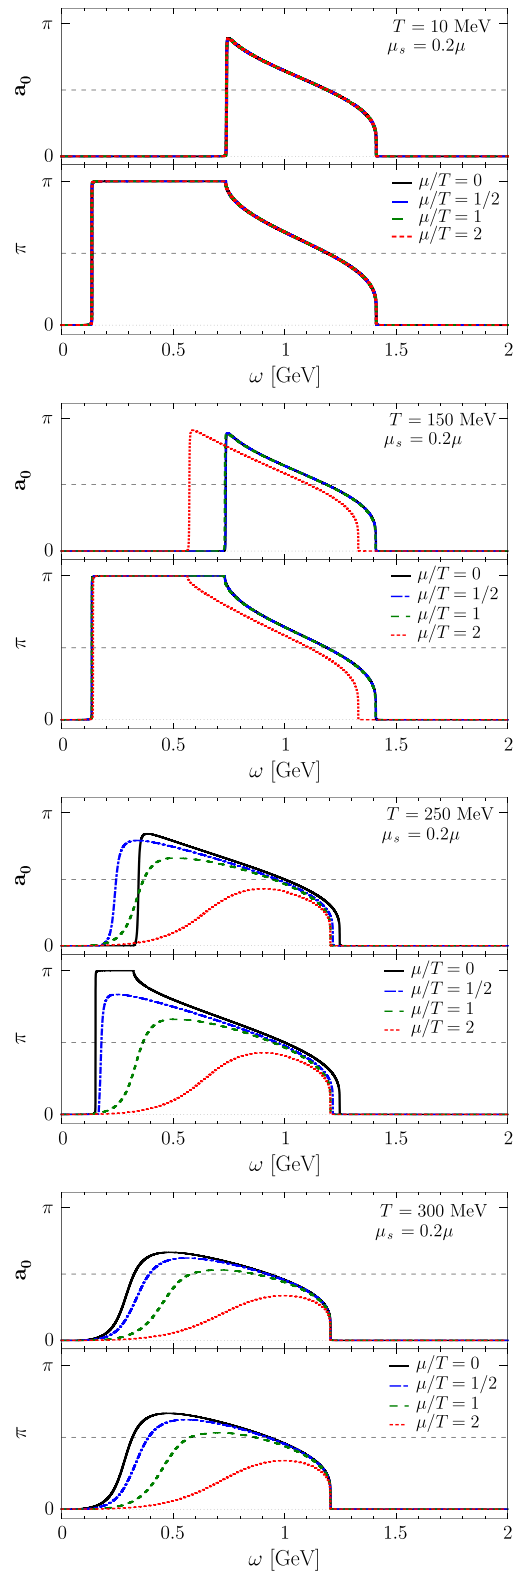 π
T = 10 MeV
μ_s = 0.2μ
a₀
0
π
μ/T = 0
μ/T = 1/2
μ/T = 1
μ/T = 2
π
0
0 0.5 1 1.5 2
ω [GeV]
π
T = 150 MeV
μ_s = 0.2μ
a₀
0
π
μ/T = 0
μ/T = 1/2
μ/T = 1
μ/T = 2
π
0
0 0.5 1 1.5 2
ω [GeV]
π
T = 250 MeV
μ_s = 0.2μ
a₀
0
π
μ/T = 0
μ/T = 1/2
μ/T = 1
μ/T = 2
π
0
0 0.5 1 1.5 2
ω [GeV]
π
T = 300 MeV
μ_s = 0.2μ
a₀
0
π
μ/T = 0
μ/T = 1/2
μ/T = 1
μ/T = 2
π
0
0 0.5 1 1.5 2
ω [GeV]